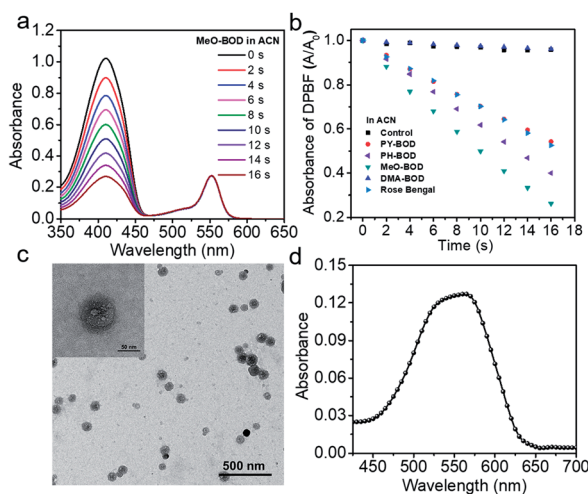 a
MeO-BOD in ACN
0 s
2 s
4 s
6 s
8 s
10 s
12 s
14 s
16 s
1.2
1.0
0.8
0.6
0.4
0.2
0.0
Absorbance
350 400 450 500 550 600 650
Wavelength (nm)
b
1.0
0.8
0.6
0.4
0.2
Absorbance of DPBF (A/A0)
In ACN
Control
PY-BOD
PH-BOD
MeO-BOD
DMA-BOD
Rose Bengal
0 2 4 6 8 10 12 14 16 18
Time (s)
c
50 nm
500 nm
d
0.15
0.12
0.09
0.06
0.03
0.00
Absorbance
450 500 550 600 650 700
Wavelength (nm)